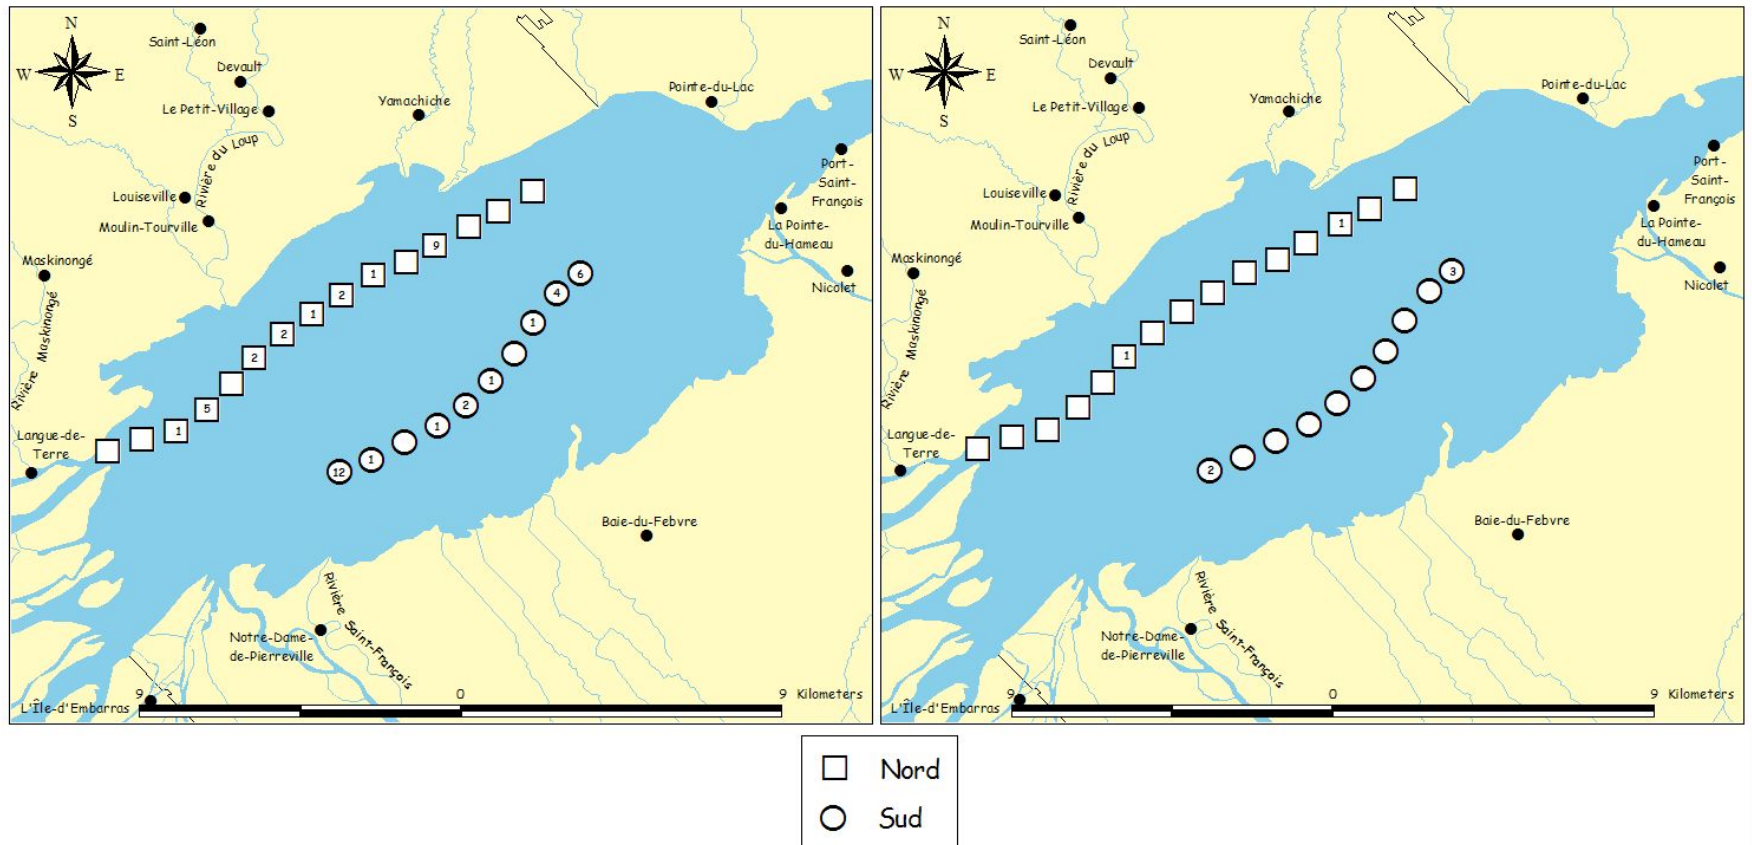 N
W E
S
Saint-Léon
Devault
Le Petit-Village
Yamachiche
Pointe-du-Lac
Rivière du Loup
Port-
Saint-
François
Louiseville
Moulin-Tourville
La Pointe-
du-Hameau
Maskinongé
Nicolet
Rivière Maskinongé
9
1
2
1
2
2
5
1
6
4
1
1
2
1
1
12
Langue-de-
Terre
Baie-du-Febvre
Rivière Saint-François
Notre-Dame-
de-Pierreville
L'Île-d'Embarras
9 0 9 Kilometers
N
W E
S
Saint-Léon
Devault
Le Petit-Village
Yamachiche
Pointe-du-Lac
Rivière du Loup
Port-
Saint-
François
Louiseville
Moulin-Tourville
La Pointe-
du-Hameau
Maskinongé
Nicolet
Rivière Maskinongé
1
1
3
2
Langue-de-
Terre
Baie-du-Febvre
Rivière Saint-François
Notre-Dame-
de-Pierreville
L'Île-d'Embarras
9 0 9 Kilometers
Nord
Sud